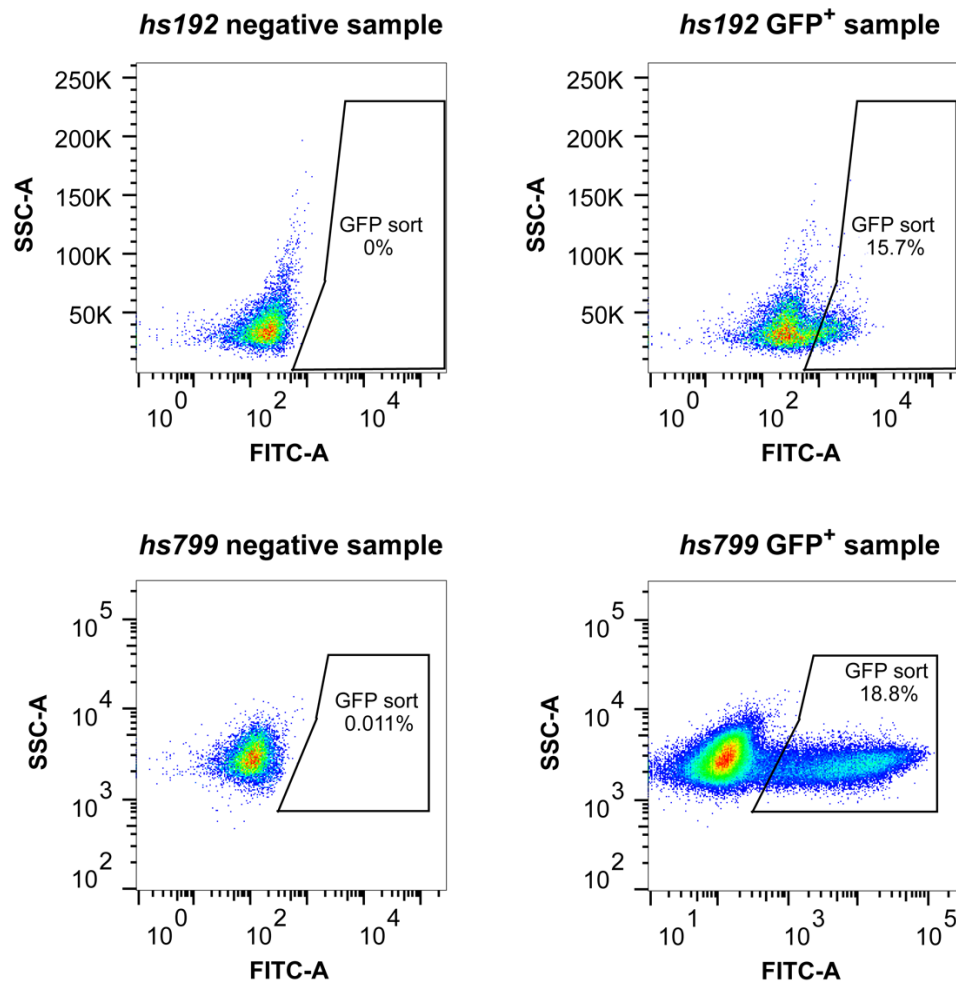 hs192 negative sample
250K
200K
150K
100K
50K
SSC-A
GFP sort
0%
10^0
10^2
10^4
FITC-A
hs192 GFP⁺ sample
250K
200K
150K
100K
50K
SSC-A
GFP sort
15.7%
10^0
10^2
10^4
FITC-A
hs799 negative sample
10^5
10^4
10^3
10^2
SSC-A
GFP sort
0.011%
10^0
10^2
10^4
FITC-A
hs799 GFP⁺ sample
10^5
10^4
10^3
10^2
SSC-A
GFP sort
18.8%
10^1
10^3
10^5
FITC-A